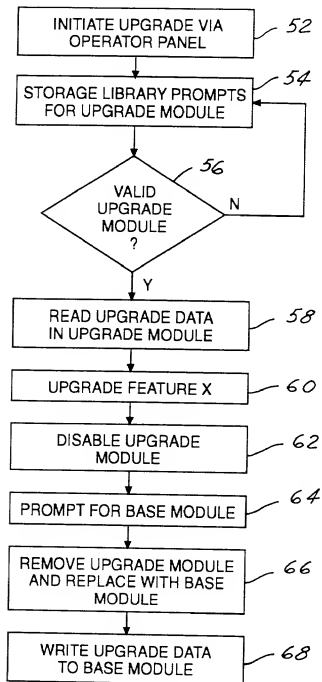 INITIATE UPGRADE VIA
OPERATOR PANEL
52
STORAGE LIBRARY PROMPTS
FOR UPGRADE MODULE
54
VALID
UPGRADE
MODULE
?
56
N
Y
READ UPGRADE DATA
IN UPGRADE MODULE
58
UPGRADE FEATURE X
60
DISABLE UPGRADE
MODULE
62
PROMPT FOR BASE MODULE
64
REMOVE UPGRADE MODULE
AND REPLACE WITH BASE
MODULE
66
WRITE UPGRADE DATA
TO BASE MODULE
68